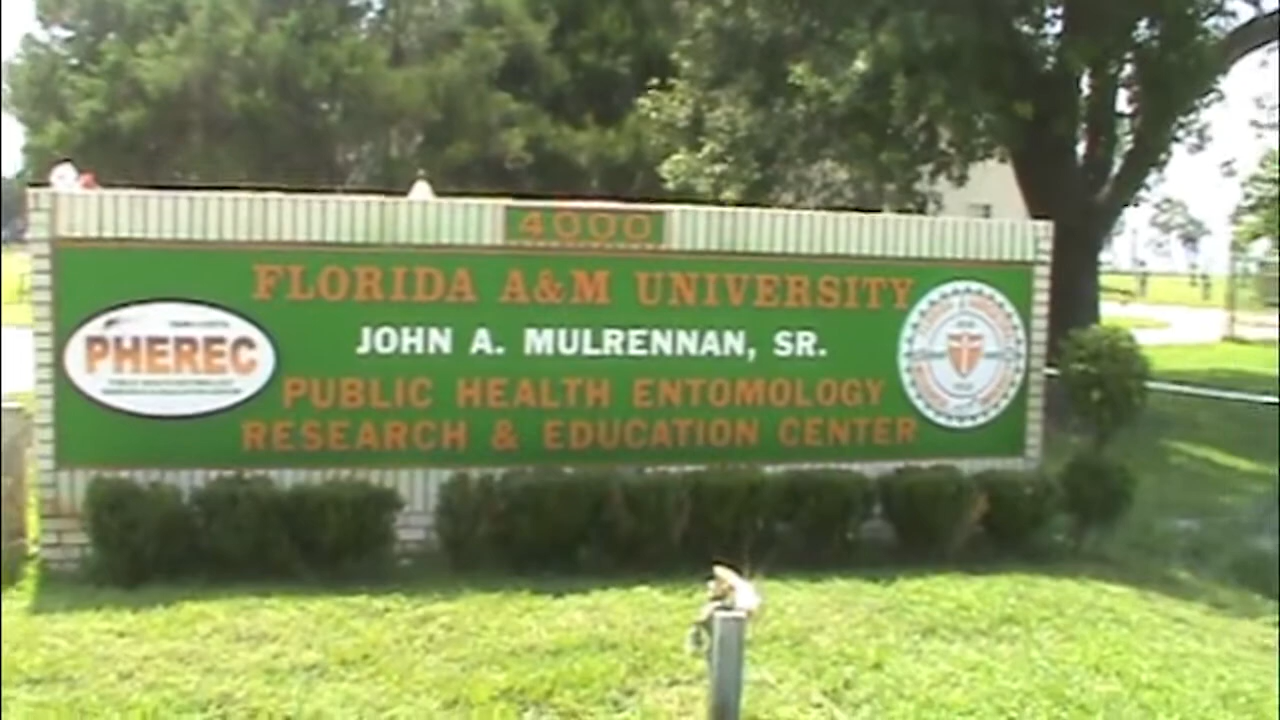 4000
FLORIDA A&M UNIVERSITY
JOHN A. MULRENNAN, SR.
PUBLIC HEALTH ENTOMOLOGY
RESEARCH & EDUCATION CENTER
PHEREC